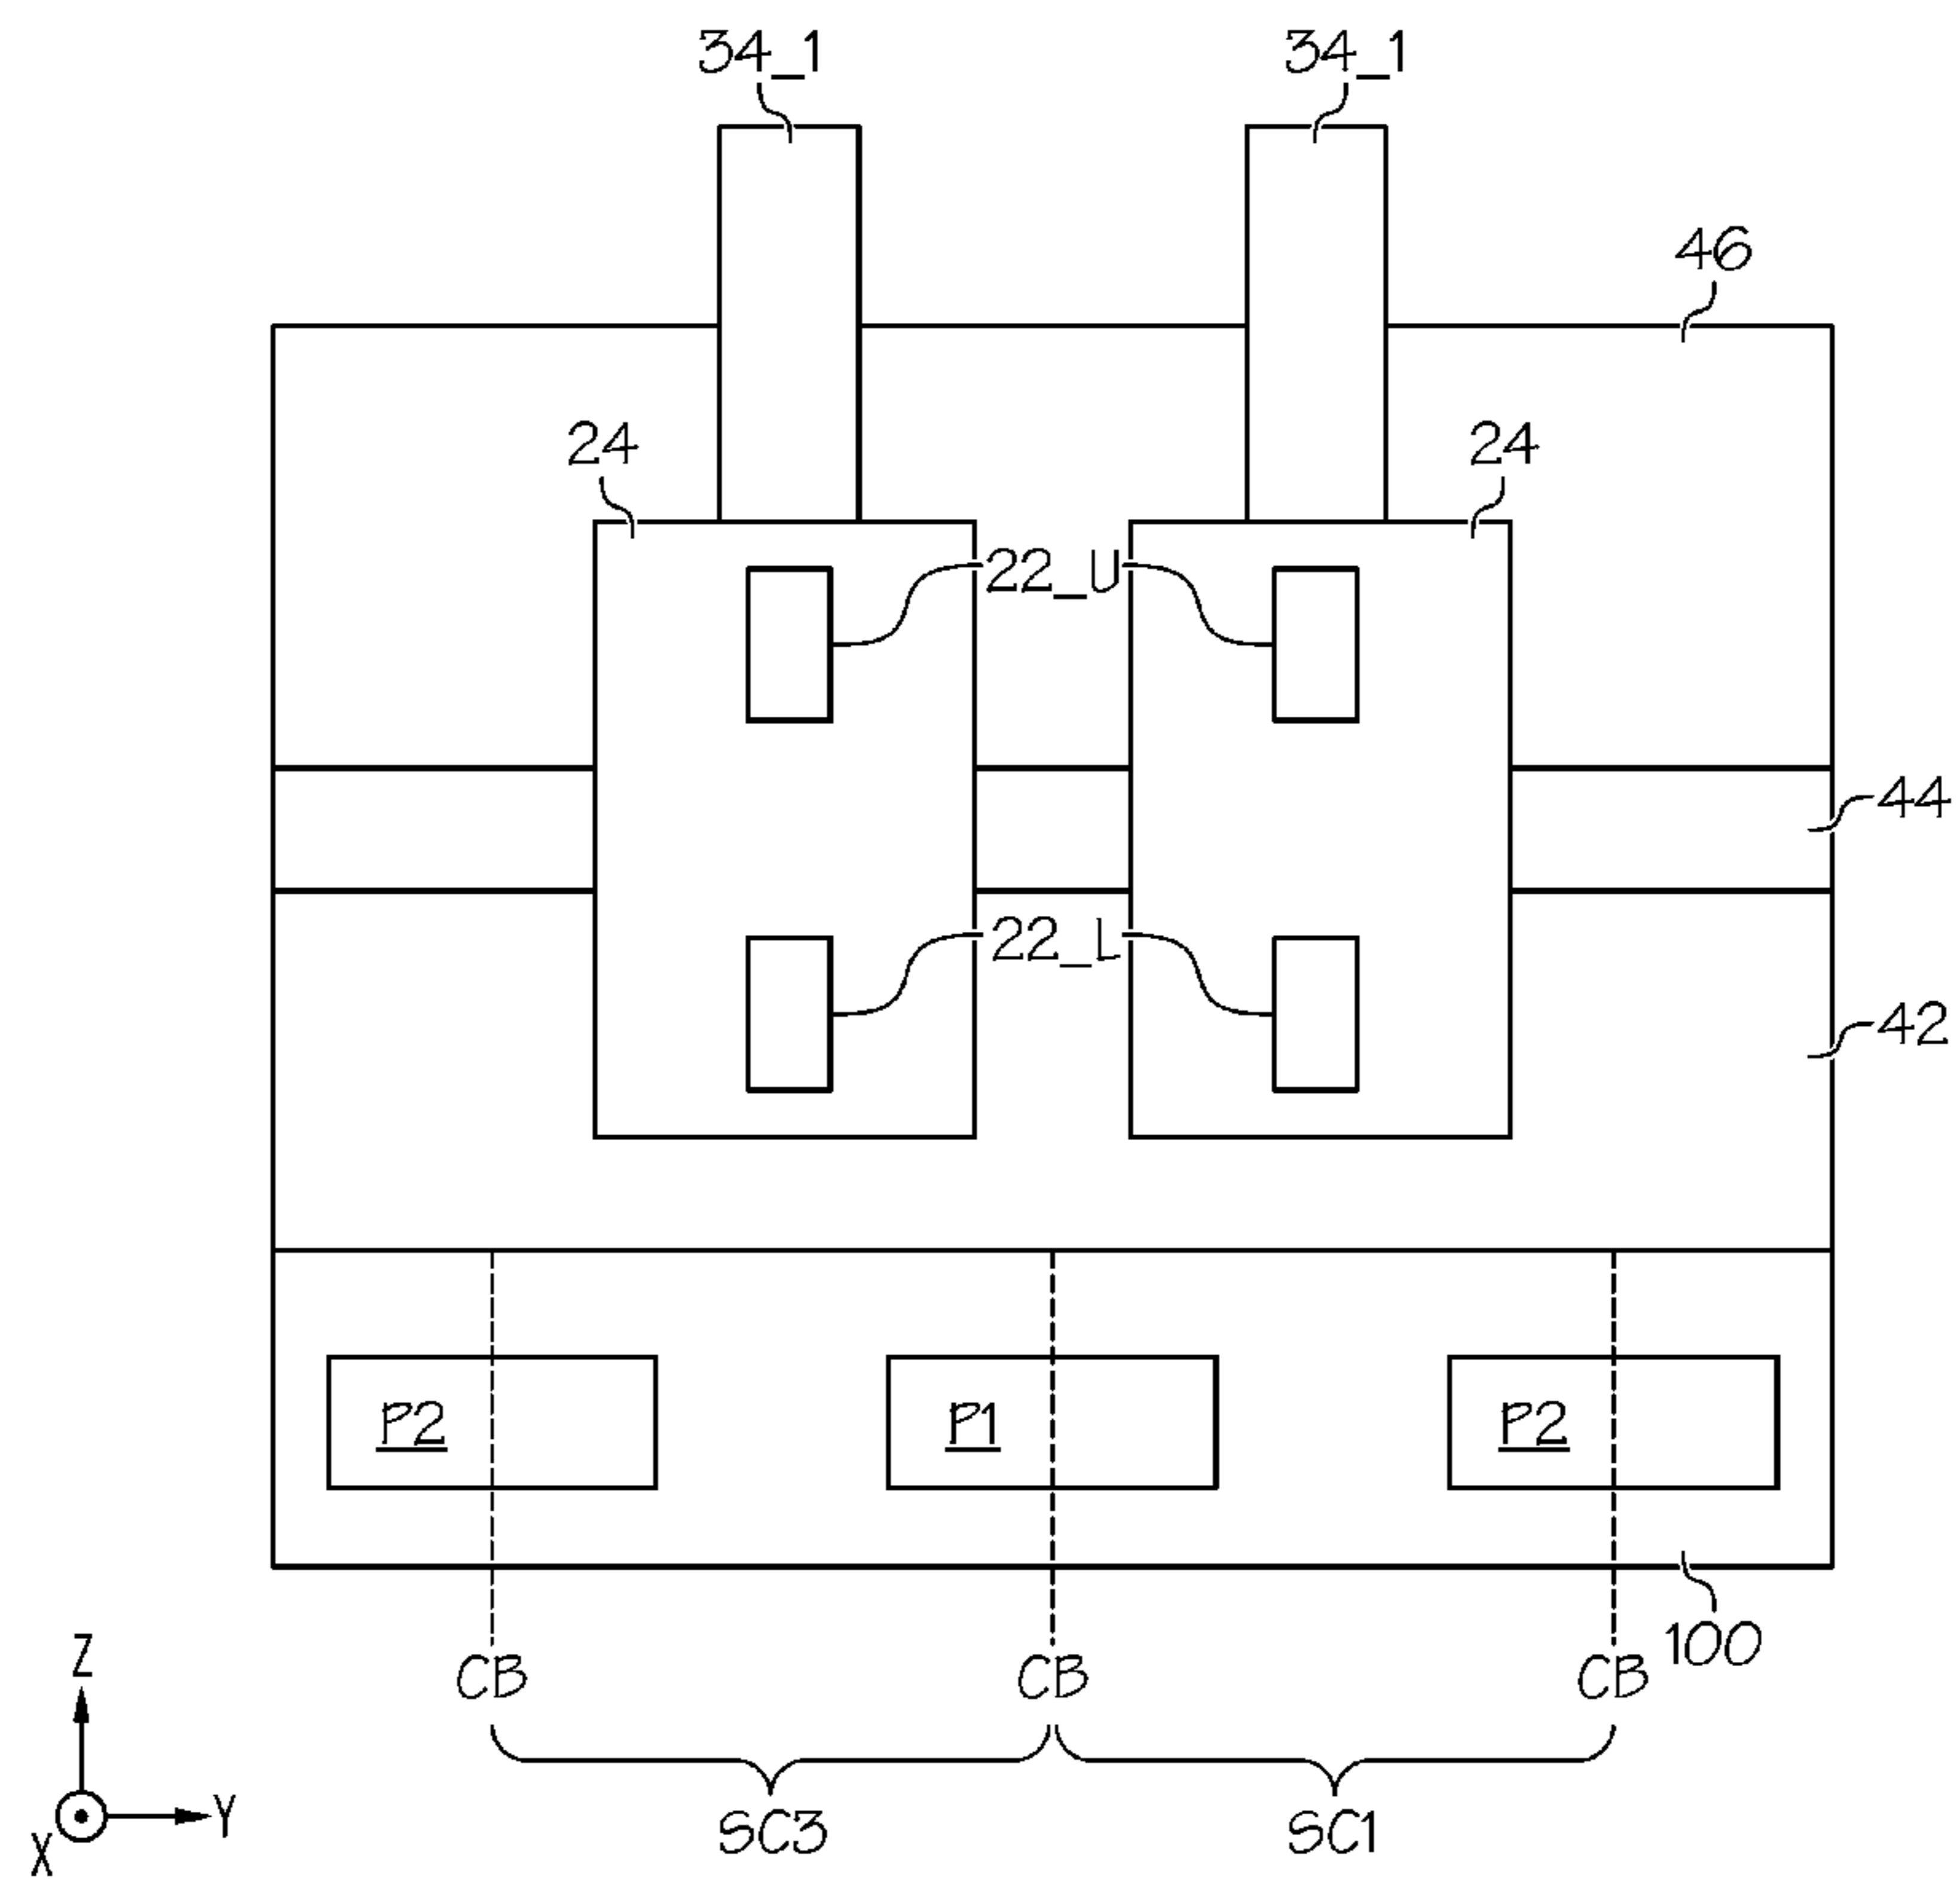 34_1 34_1
46
24 24
22_U
44
22_L
42
P2 P1 P2
100
Z
CB CB CB
Y
X
SC3 SC1